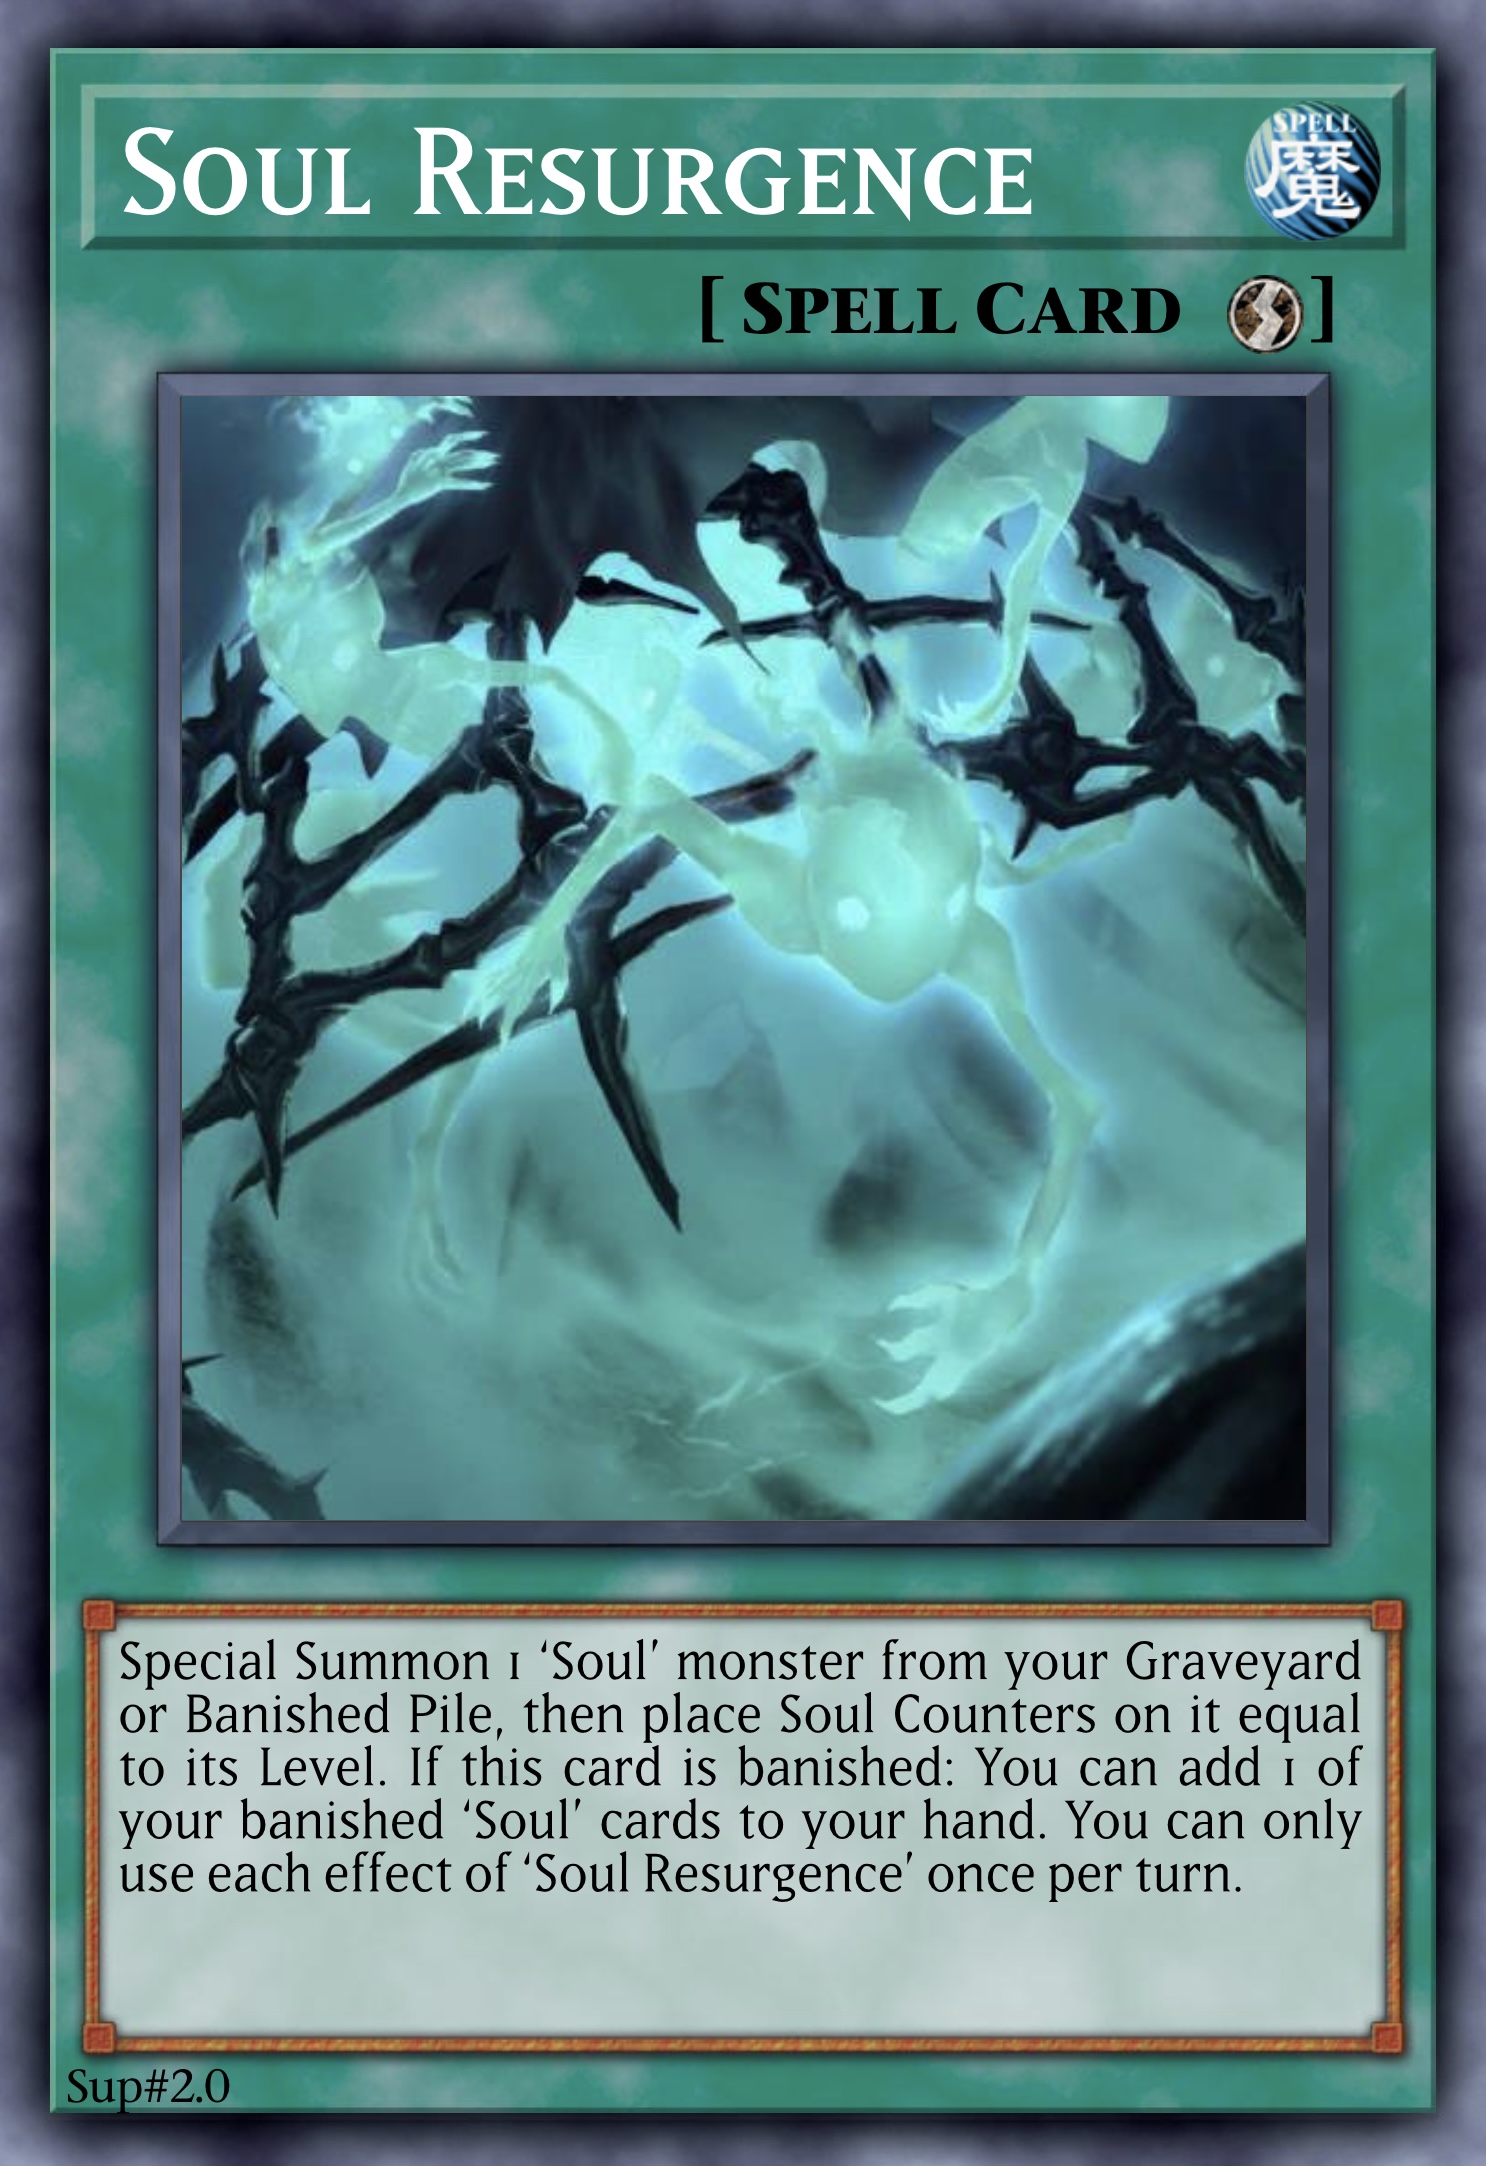 Soul Resurgence
SPELL
魔
[ Spell Card ]
Special Summon 1 ‘Soul’ monster from your Graveyard
or Banished Pile, then place Soul Counters on it equal
to its Level. If this card is banished: You can add 1 of
your banished ‘Soul’ cards to your hand. You can only
use each effect of ‘Soul Resurgence’ once per turn.
Sup#2.0